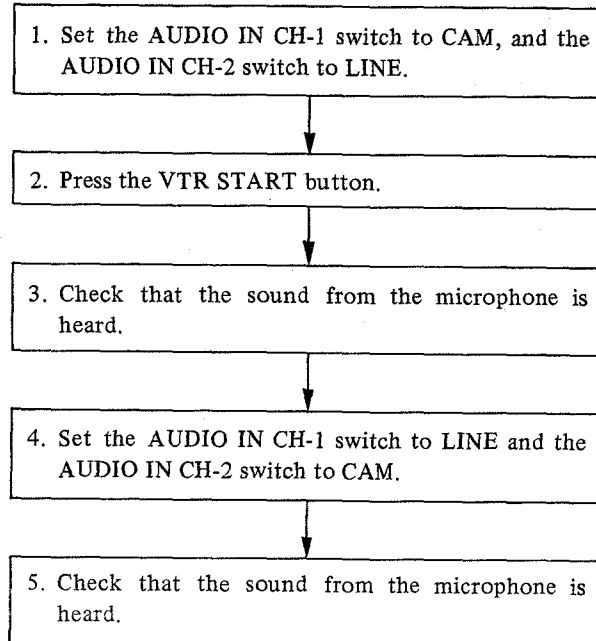 1. Set the AUDIO IN CH-1 switch to CAM, and the
AUDIO IN CH-2 switch to LINE.
2. Press the VTR START button.
3. Check that the sound from the microphone is
heard.
4. Set the AUDIO IN CH-1 switch to LINE and the
AUDIO IN CH-2 switch to CAM.
5. Check that the sound from the microphone is
heard.